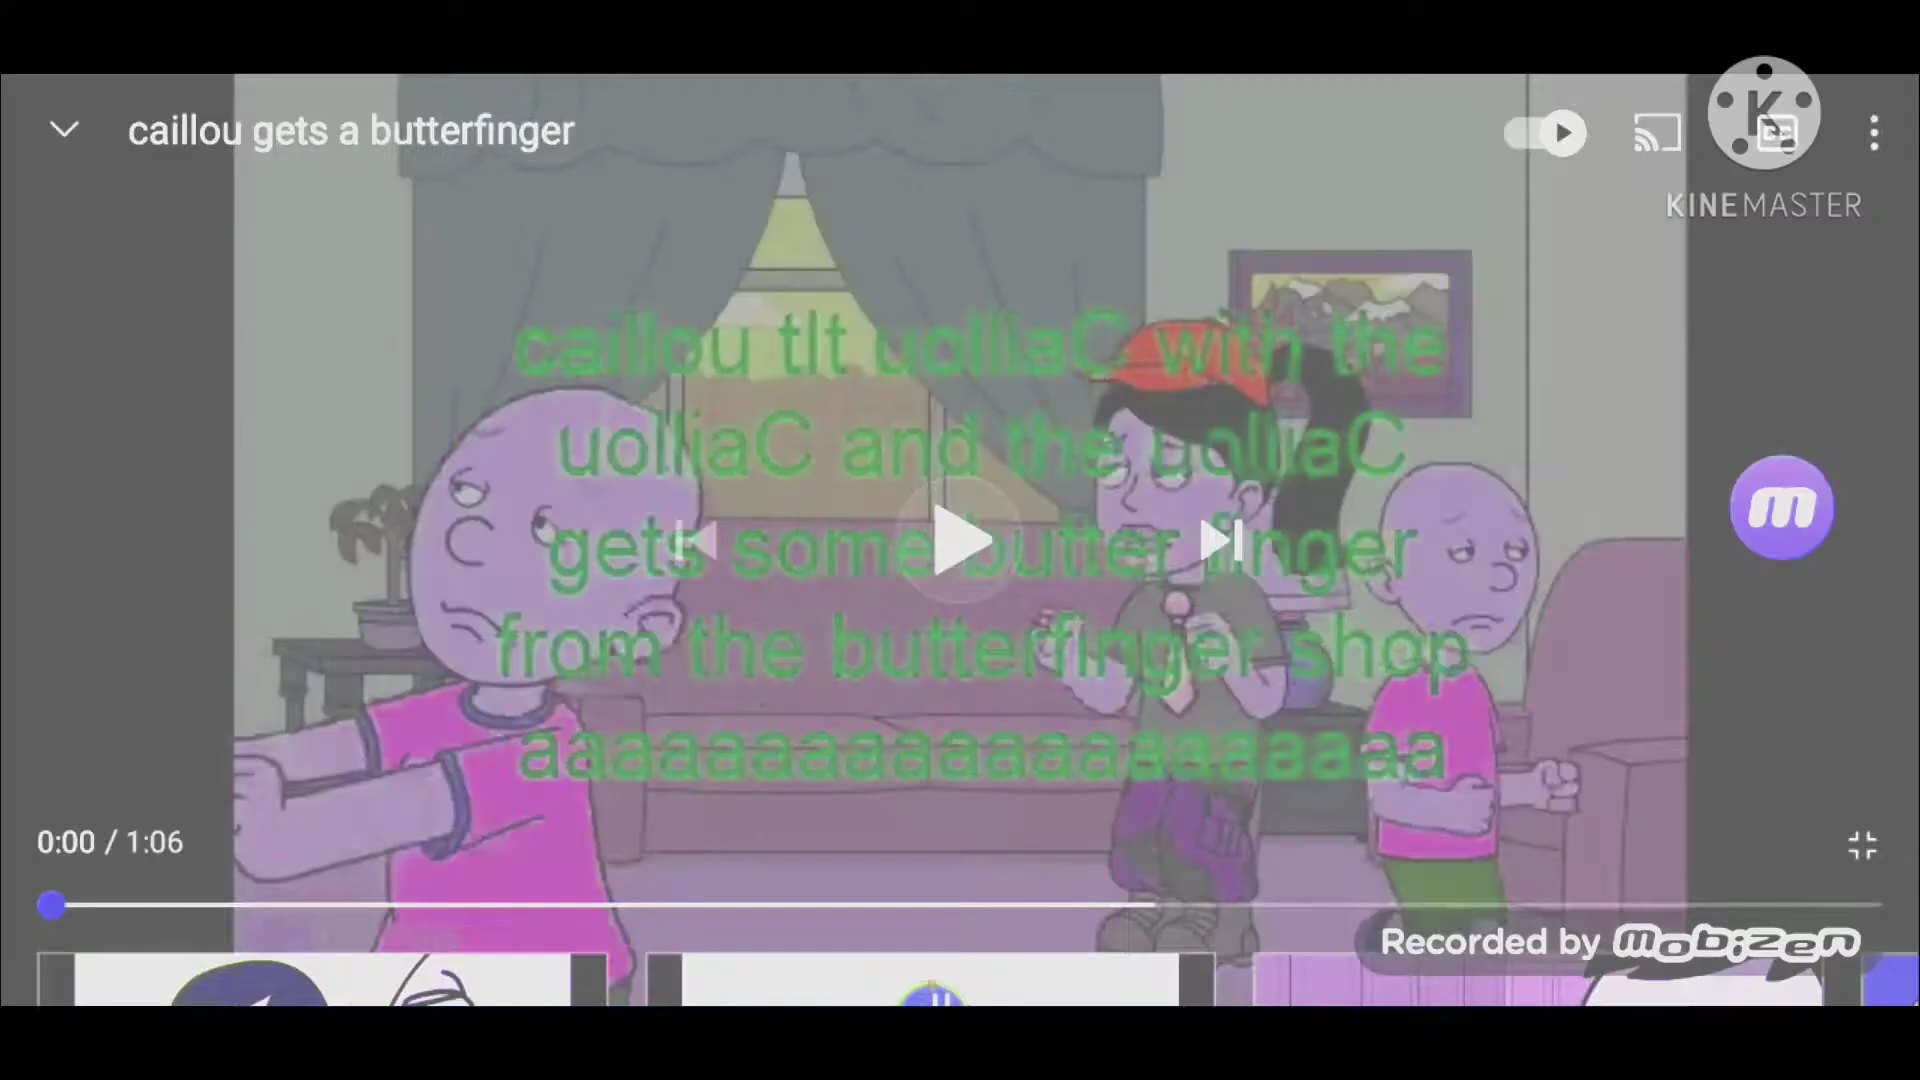 caillou gets a butterfinger
KINEMASTER
caillou tlt uolliaC with the
uolliaC and the uolliaC
gets some butter finger
from the butterfinger shop
aaaaaaaaaaaaaaaaaaaa
0:00 / 1:06
Recorded by mobizen